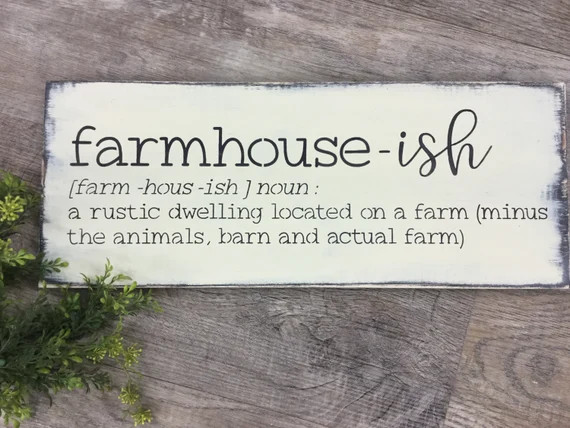 farmhouse-ish
[farm -hous -ish ] noun :
a rustic dwelling located on a farm (minus
the animals, barn and actual farm)